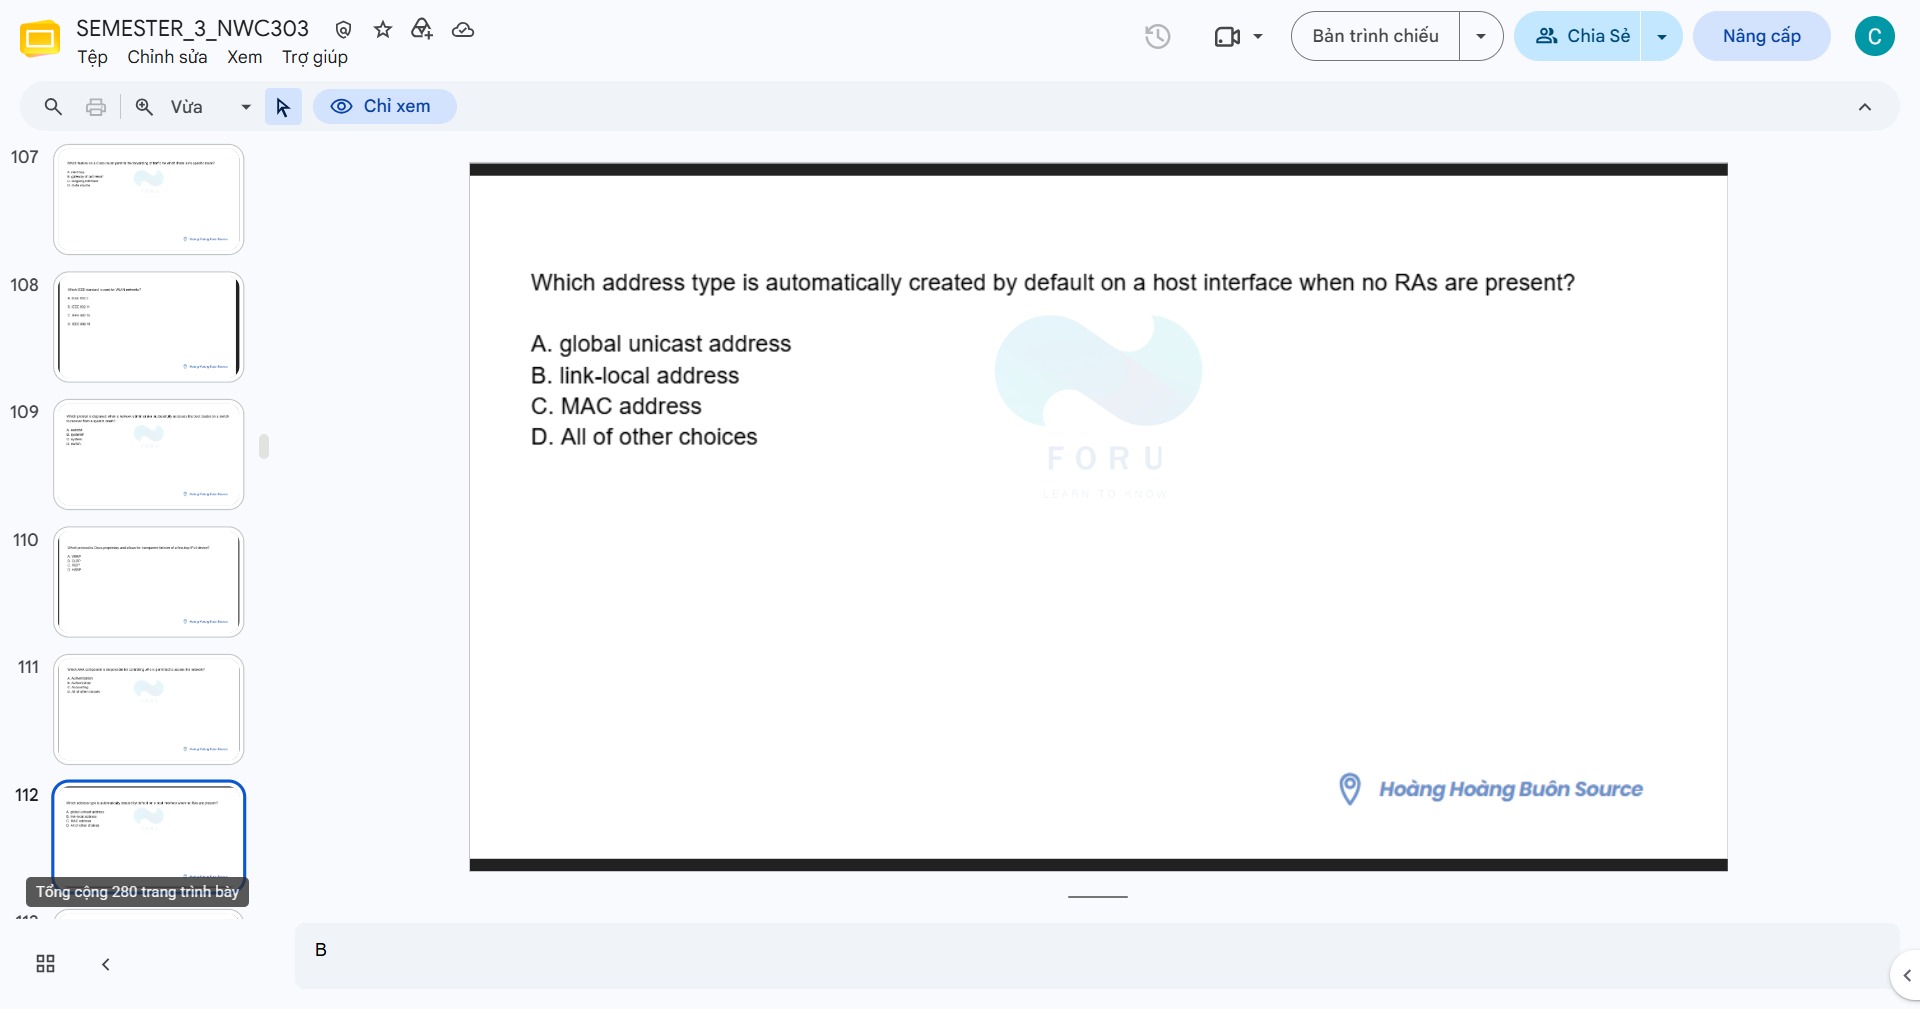 SEMESTER_3_NWC303
Tệp Chỉnh sửa Xem Trợ giúp
Bản trình chiếu
Chia Sẻ
Nâng cấp
C
Vừa
Chỉ xem
107
108
109
110
111
112
Tổng cộng 280 trang trình bày
Which address type is automatically created by default on a host interface when no RAs are present?
A. global unicast address
B. link-local address
C. MAC address
D. All of other choices
FORU
LEARN TO KNOW
Hoàng Hoàng Buôn Source
B